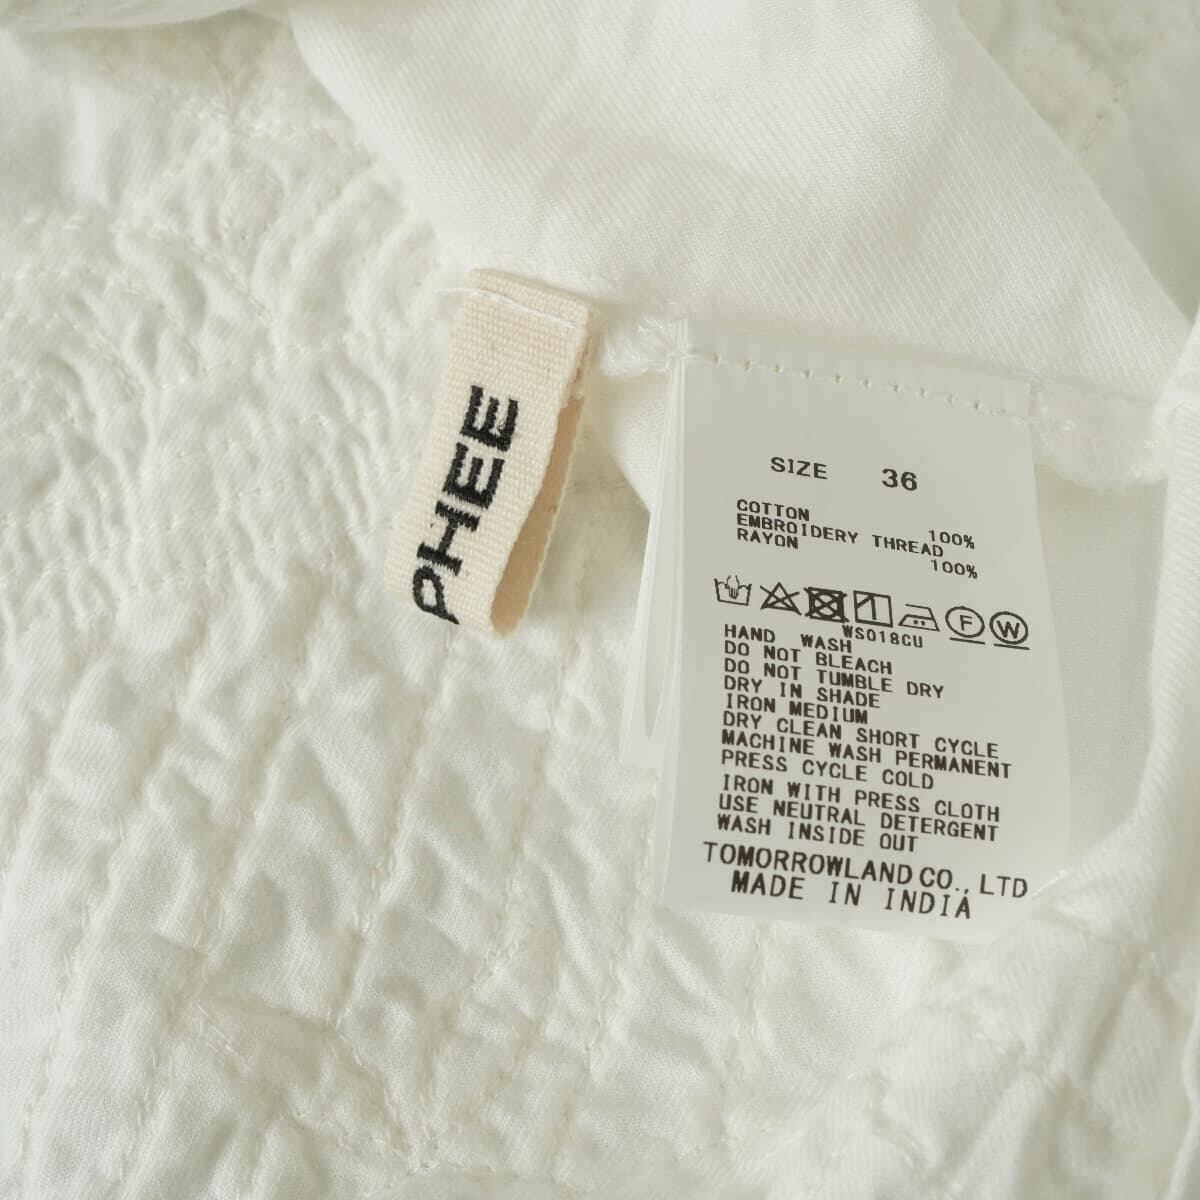 PHEE
SIZE 36
COTTON 100%
EMBROIDERY THREAD
RAYON 100%
F W
WS018CU
HAND WASH
DO NOT BLEACH
DO NOT TUMBLE DRY
DRY IN SHADE
IRON MEDIUM
DRY CLEAN SHORT CYCLE
MACHINE WASH PERMANENT
PRESS CYCLE COLD
IRON WITH PRESS CLOTH
USE NEUTRAL DETERGENT
WASH INSIDE OUT
TOMORROWLAND CO., LTD
MADE IN INDIA